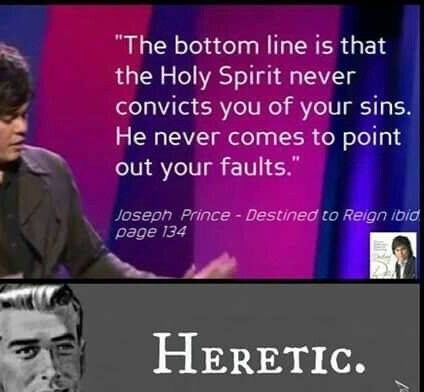 "The bottom line is that
the Holy Spirit never
convicts you of your sins.
He never comes to point
out your faults."
Joseph Prince - Destined to Reign ibid
page 134
HERETIC.